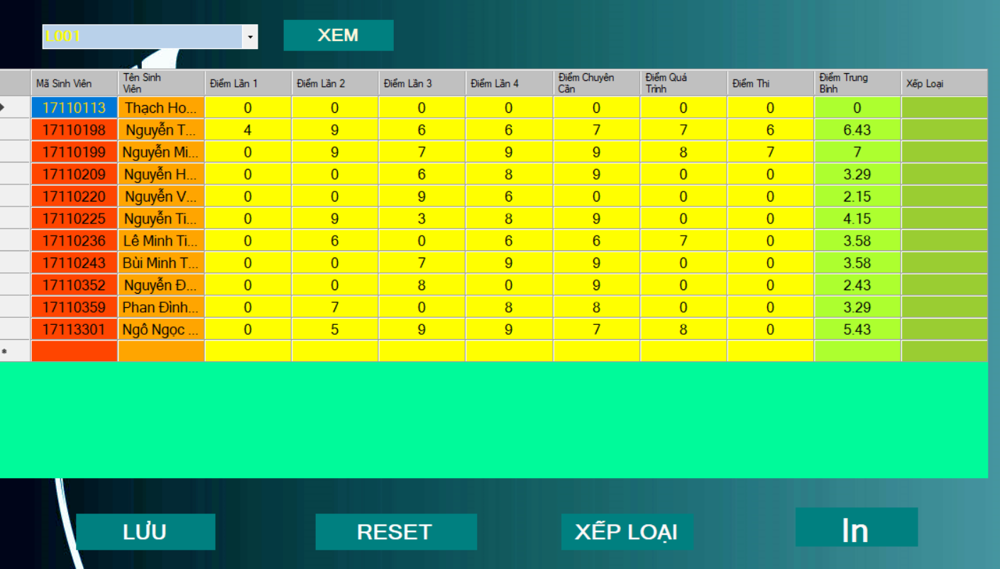 L001
XEM
Mã Sinh Viên Tên Sinh Viên Điểm Lần 1 Điểm Lần 2 Điểm Lần 3 Điểm Lần 4 Điểm Chuyên Cần Điểm Quá Trình Điểm Thi Điểm Trung Bình Xếp Loại
17110113 Thạch Ho... 0 0 0 0 0 0 0 0
17110198 Nguyễn T... 4 9 6 6 7 7 6 6.43
17110199 Nguyễn Mi... 0 9 7 9 9 8 7 7
17110209 Nguyễn H... 0 0 6 8 9 0 0 3.29
17110220 Nguyễn V... 0 0 9 6 0 0 0 2.15
17110225 Nguyễn Ti... 0 9 3 8 9 0 0 4.15
17110236 Lê Minh Ti... 0 6 0 6 6 7 0 3.58
17110243 Bùi Minh T... 0 0 7 9 9 0 0 3.58
17110352 Nguyễn Đ... 0 0 8 0 9 0 0 2.43
17110359 Phan Đình... 0 7 0 8 8 0 0 3.29
17113301 Ngô Ngọc ... 0 5 9 9 7 8 0 5.43
LƯU
RESET
XẾP LOẠI
In